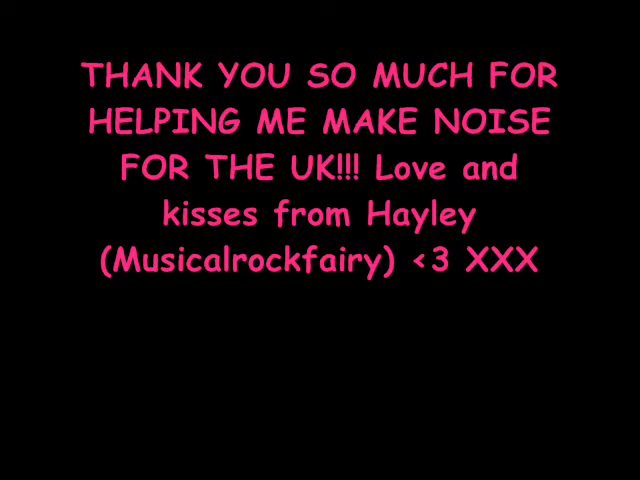 THANK YOU SO MUCH FOR
HELPING ME MAKE NOISE
FOR THE UK!!! Love and
kisses from Hayley
(Musicalrockfairy) <3 XXX